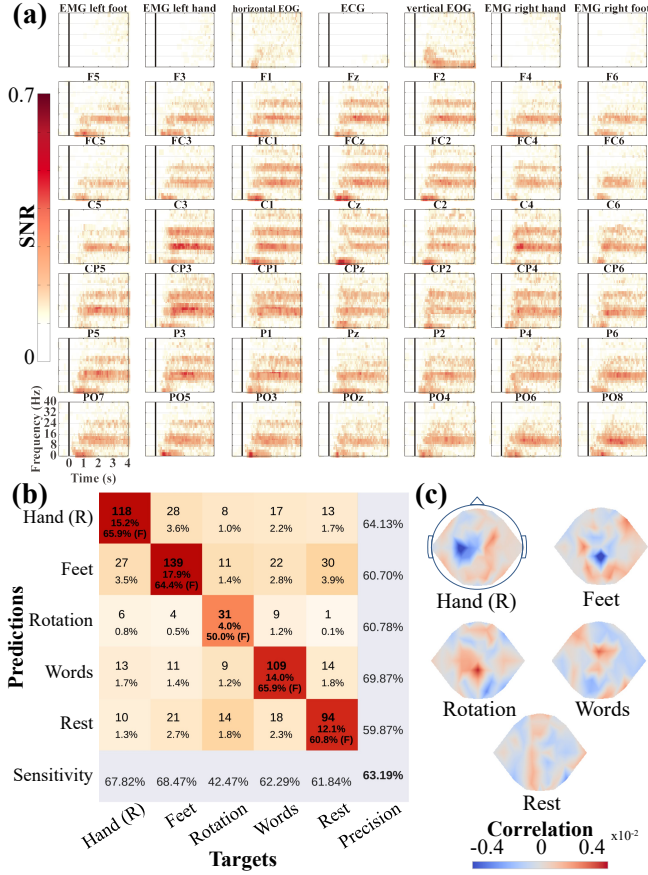 (a)
EMG left foot EMG left hand horizontal EOG ECG vertical EOG EMG right hand EMG right foot
F5 F3 F1 Fz F2 F4 F6
FC5 FC3 FC1 FCz FC2 FC4 FC6
C5 C3 C1 Cz C2 C4 C6
CP5 CP3 CP1 CPz CP2 CP4 CP6
P5 P3 P1 Pz P2 P4 P6
PO7 PO5 PO3 POz PO4 PO6 PO8
0.7
SNR
0
Frequency (Hz)
40
32
24
16
8
0
0 1 2 3 4
Time (s)
(b)
Predictions
Hand (R) 118 28 8 17 13
15.2% 3.6% 1.0% 2.2% 1.7% 64.13%
65.9% (F)
Feet 27 139 11 22 30
3.5% 17.9% 1.4% 2.8% 3.9% 60.70%
64.4% (F)
Rotation 6 4 31 9 1
0.8% 0.5% 4.0% 1.2% 0.1% 60.78%
50.0% (F)
Words 13 11 9 109 14
1.7% 1.4% 1.2% 14.0% 1.8% 69.87%
65.9% (F)
Rest 10 21 14 18 94
1.3% 2.7% 1.8% 2.3% 12.1% 59.87%
60.8% (F)
Sensitivity 67.82% 68.47% 42.47% 62.29% 61.84% 63.19%
Hand (R) Feet Rotation Words Rest Precision
Targets
(c)
Hand (R) Feet
Rotation Words
Rest
Correlation x10-2
-0.4 0 0.4